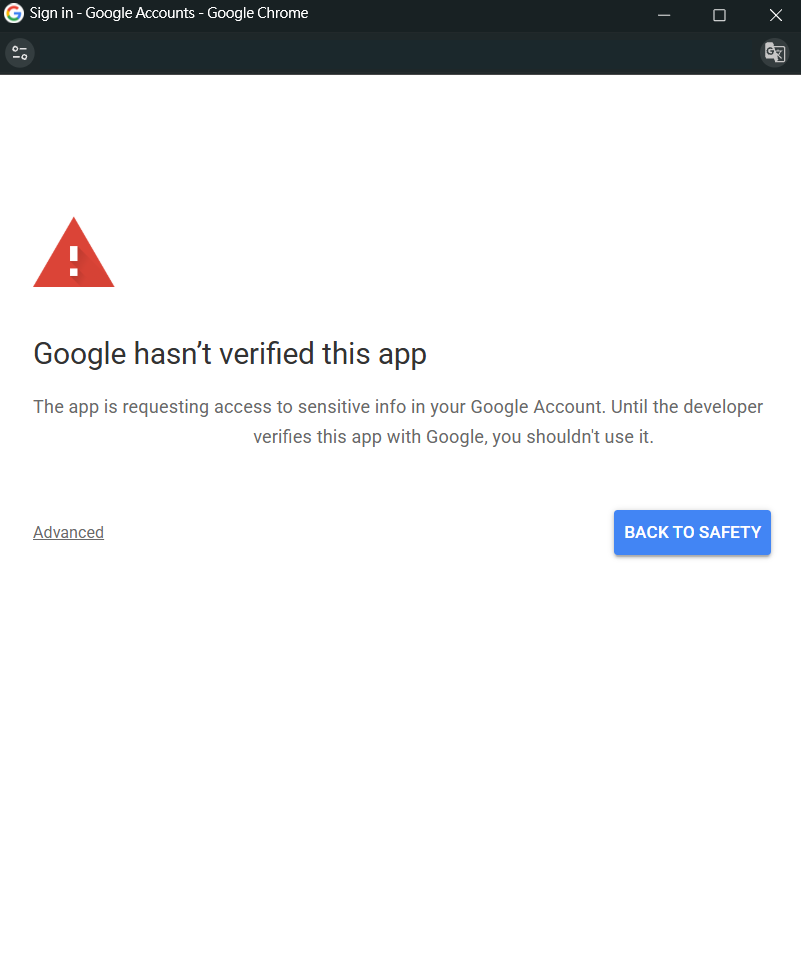 Sign in - Google Accounts - Google Chrome
Google hasn’t verified this app
The app is requesting access to sensitive info in your Google Account. Until the developer
verifies this app with Google, you shouldn't use it.
Advanced
BACK TO SAFETY